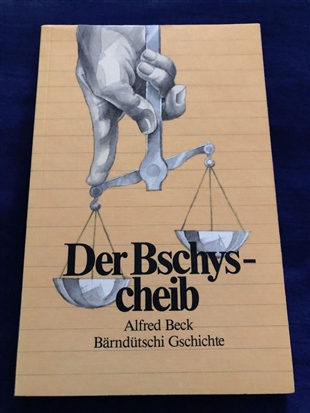 Der Bschys-
cheib
Alfred Beck
Bärndütschi Gschichte